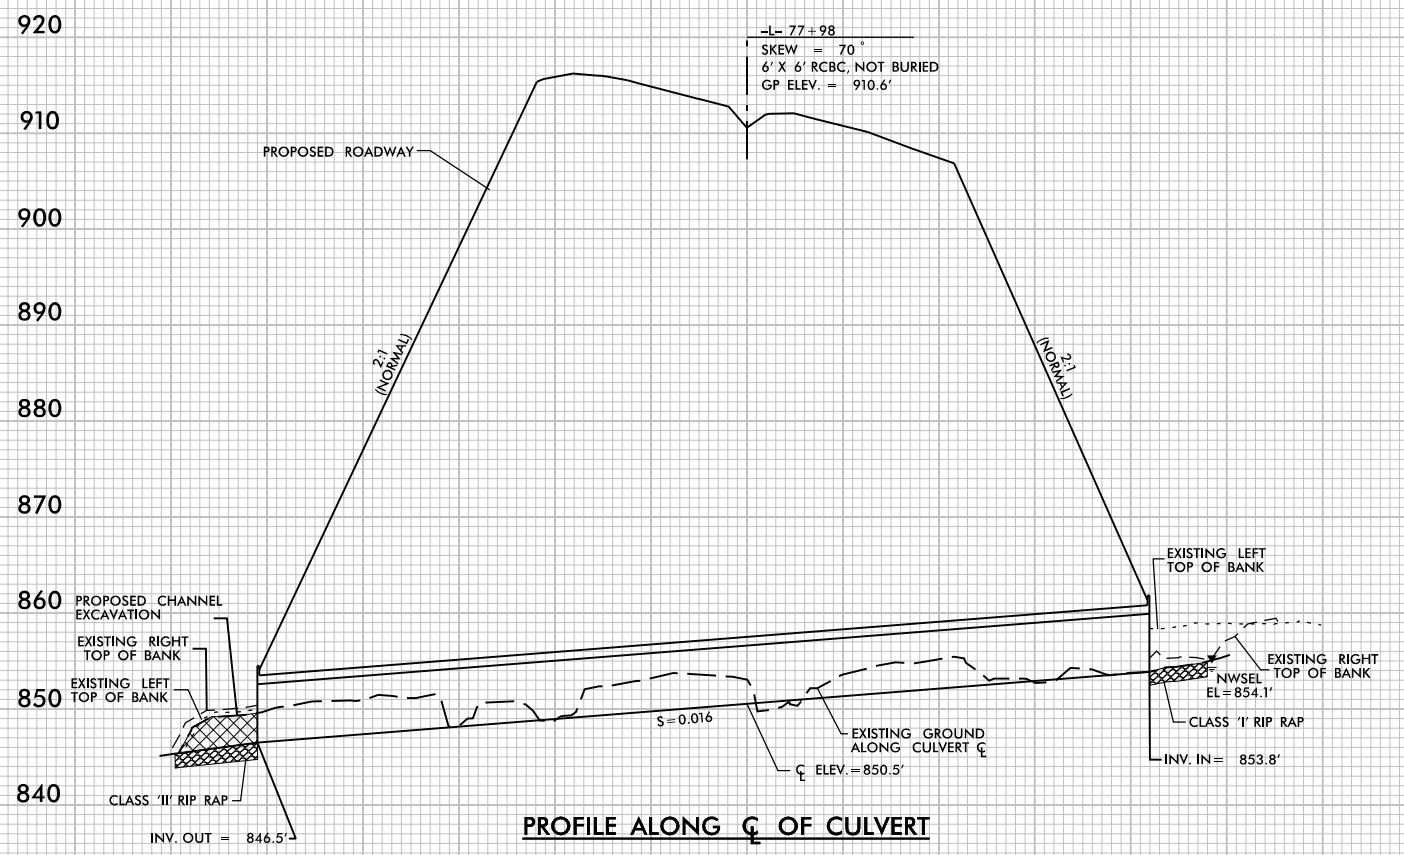 920
-L- 77+98
SKEW = 70°
6' X 6' RCBC, NOT BURIED
GP ELEV. = 910.6'
910
PROPOSED ROADWAY
900
890
2:1
(NORMAL)
2:1
(NORMAL)
880
870
EXISTING LEFT
TOP OF BANK
860
PROPOSED CHANNEL
EXCAVATION
EXISTING RIGHT
TOP OF BANK
EXISTING LEFT
TOP OF BANK
850
EXISTING RIGHT
TOP OF BANK
NWSEL
EL=854.1'
S=0.016
CLASS 'I' RIP RAP
EXISTING GROUND
ALONG CULVERT ℄
INV. IN= 853.8'
℄ ELEV.=850.5'
840
CLASS 'II' RIP RAP
INV. OUT = 846.5'
PROFILE ALONG ℄ OF CULVERT